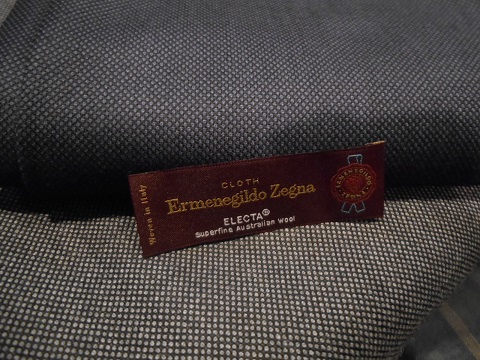 CLOTH
Ermenegildo Zegna
ELECTA®
Superfine Australian Wool
Woven in Italy